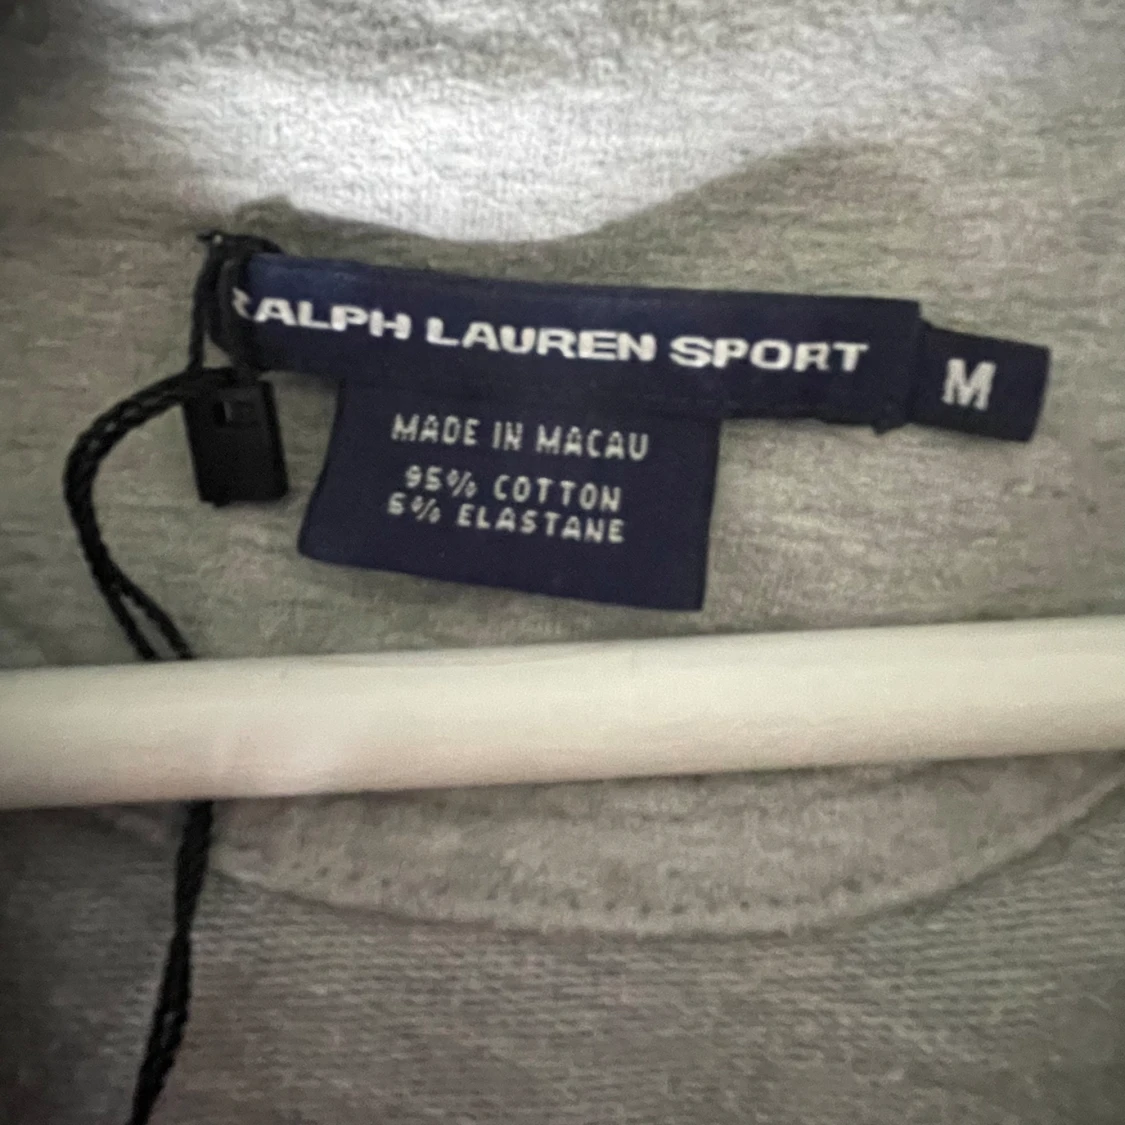 RALPH LAUREN SPORT
M
MADE IN MACAU
95% COTTON
5% ELASTANE